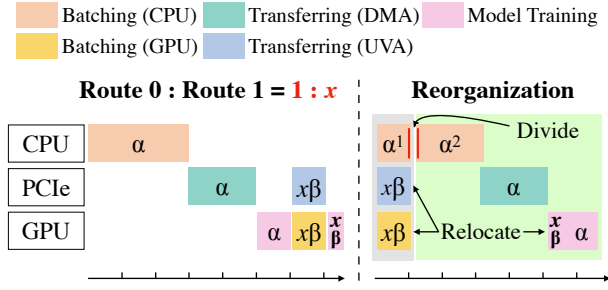 Batching (CPU) Transferring (DMA) Model Training
Batching (GPU) Transferring (UVA)
Route 0 : Route 1 = 1 : x
Reorganization
Divide
CPU α α¹ α²
PCIe α xβ xβ α
GPU α xβ x β xβ Relocate x β α